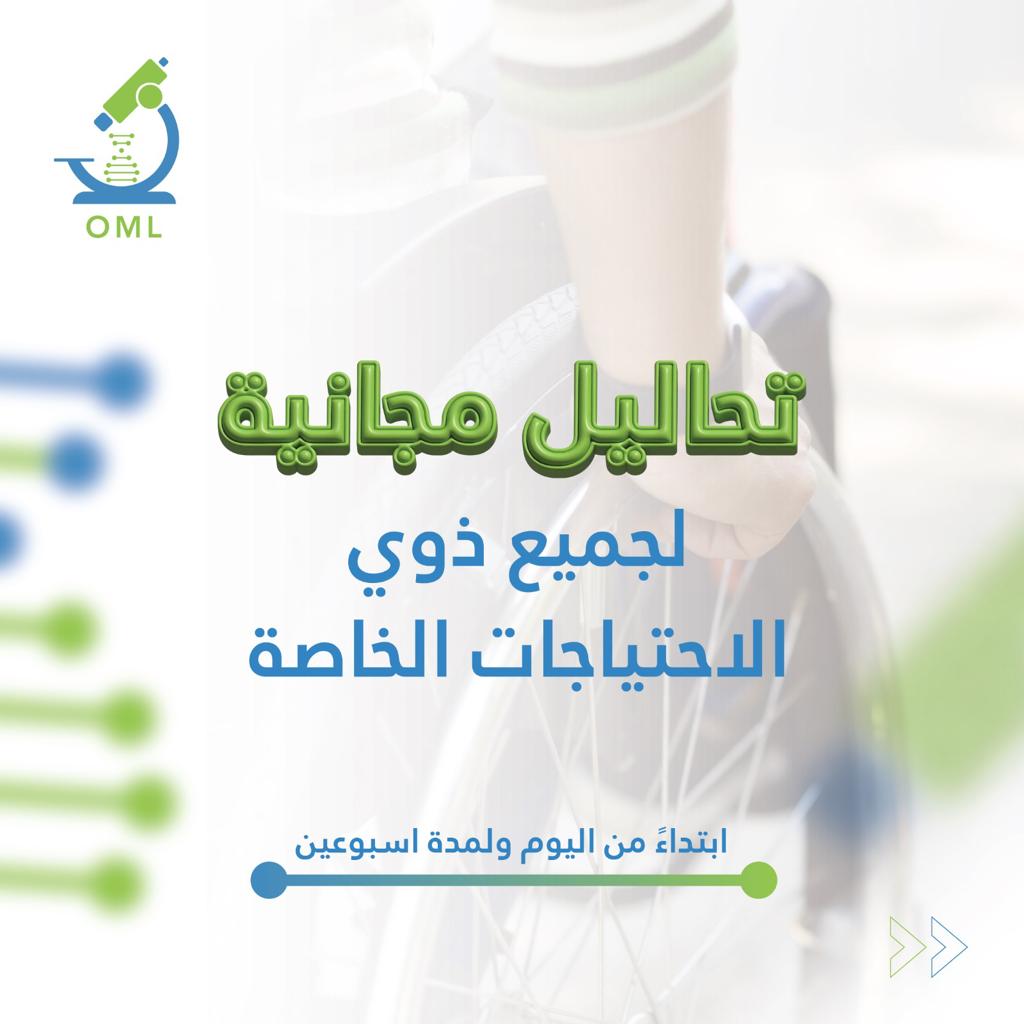 OML
تحاليل مجانية
لجميع ذوي
الاحتياجات الخاصة
ابتداءً من اليوم ولمدة اسبوعين